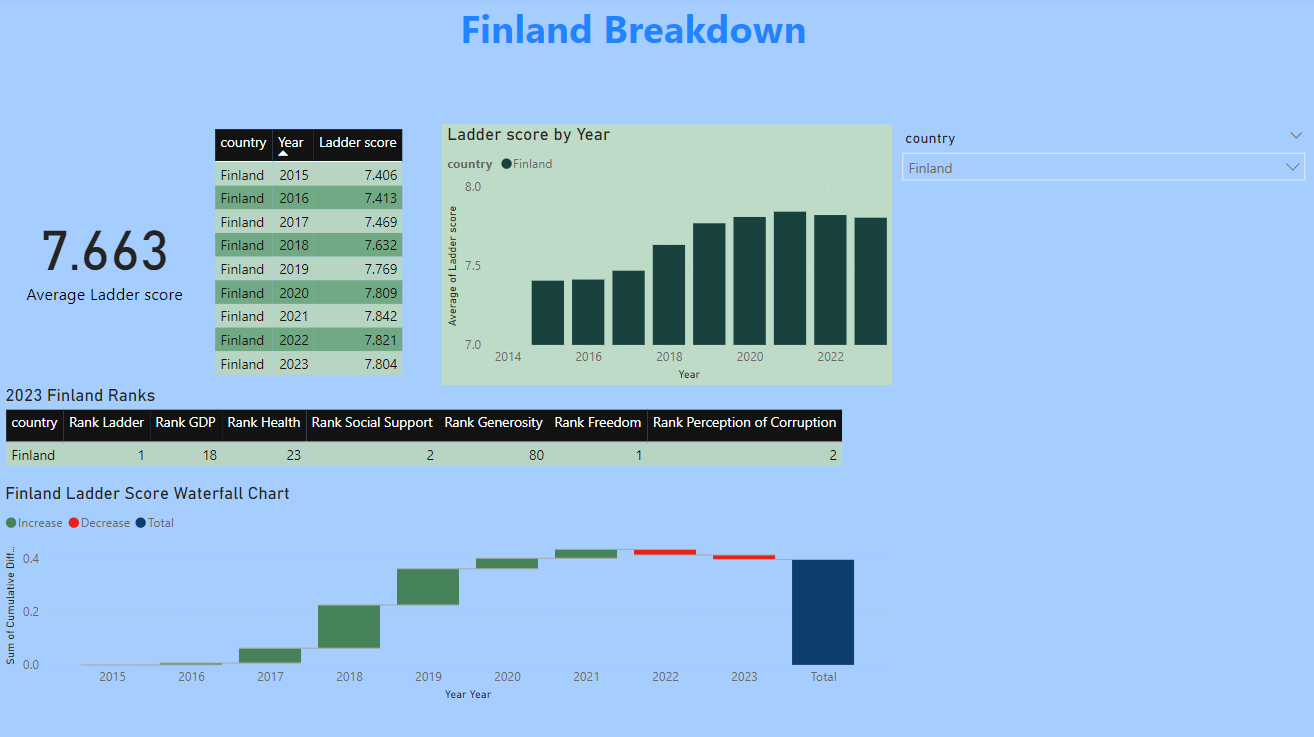 Finland Breakdown
country Year Ladder score
Finland 2015 7.406
Finland 2016 7.413
Finland 2017 7.469
Finland 2018 7.632
Finland 2019 7.769
Finland 2020 7.809
Finland 2021 7.842
Finland 2022 7.821
Finland 2023 7.804
7.663
Average Ladder score
Ladder score by Year
country Finland
Average of Ladder score
8.0
7.5
7.0
2014 2016 2018 2020 2022
Year
country
Finland
2023 Finland Ranks
country Rank Ladder Rank GDP Rank Health Rank Social Support Rank Generosity Rank Freedom Rank Perception of Corruption
Finland 1 18 23 2 80 1 2
Finland Ladder Score Waterfall Chart
Increase Decrease Total
Sum of Cumulative Diff...
0.4
0.2
0.0
2015 2016 2017 2018 2019 2020 2021 2022 2023 Total
Year Year